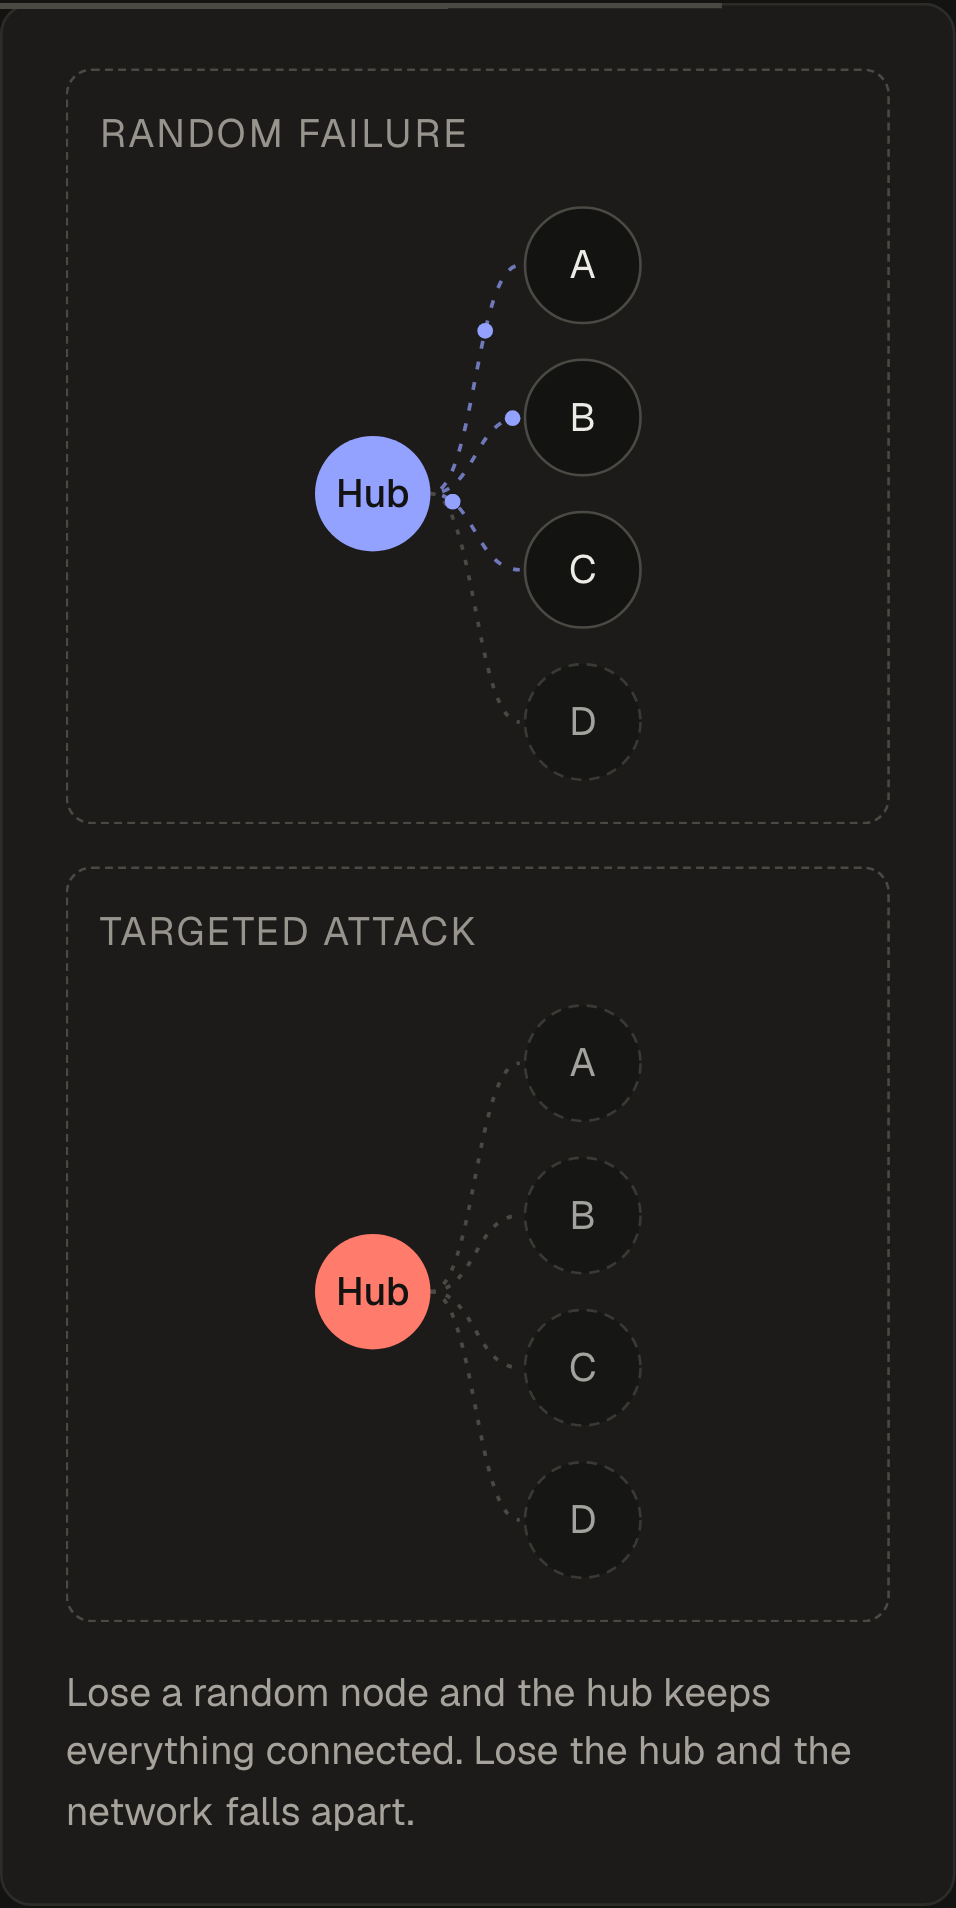 RANDOM FAILURE
A
B
Hub
C
D
TARGETED ATTACK
A
B
Hub
C
D
Lose a random node and the hub keeps
everything connected. Lose the hub and the
network falls apart.